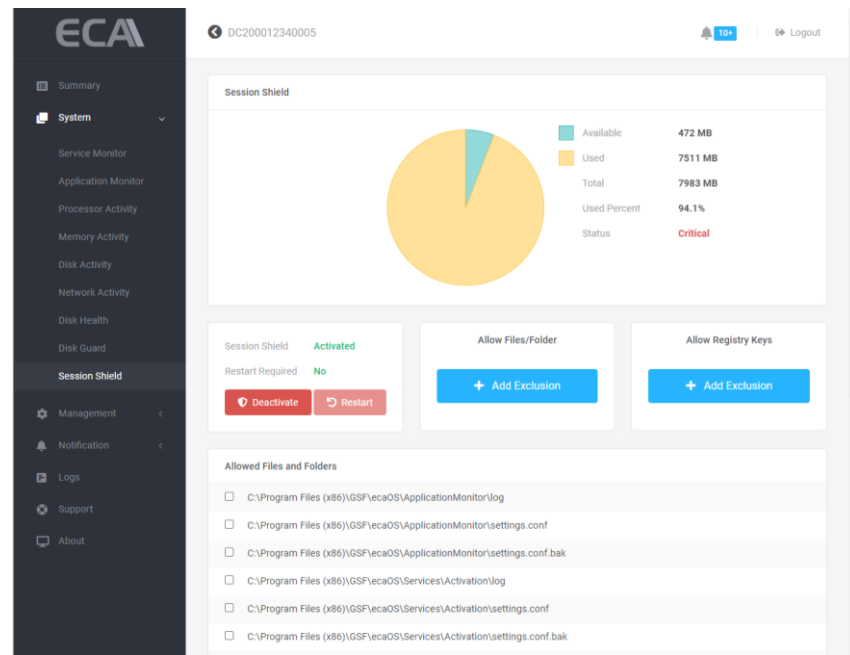 ECA
DC200012340005
10+
Logout
Summary
System
Service Monitor
Application Monitor
Processor Activity
Memory Activity
Disk Activity
Network Activity
Disk Health
Disk Guard
Session Shield
Management
Notification
Logs
Support
About
Session Shield
Available 472 MB
Used 7511 MB
Total 7983 MB
Used Percent 94.1%
Status Critical
Session Shield Activated
Restart Required No
Deactivate Restart
Allow Files/Folder
+ Add Exclusion
Allow Registry Keys
+ Add Exclusion
Allowed Files and Folders
C:\Program Files (x86)\GSF\ecaOS\ApplicationMonitor\log
C:\Program Files (x86)\GSF\ecaOS\ApplicationMonitor\settings.conf
C:\Program Files (x86)\GSF\ecaOS\ApplicationMonitor\settings.conf.bak
C:\Program Files (x86)\GSF\ecaOS\Services\Activation\log
C:\Program Files (x86)\GSF\ecaOS\Services\Activation\settings.conf
C:\Program Files (x86)\GSF\ecaOS\Services\Activation\settings.conf.bak